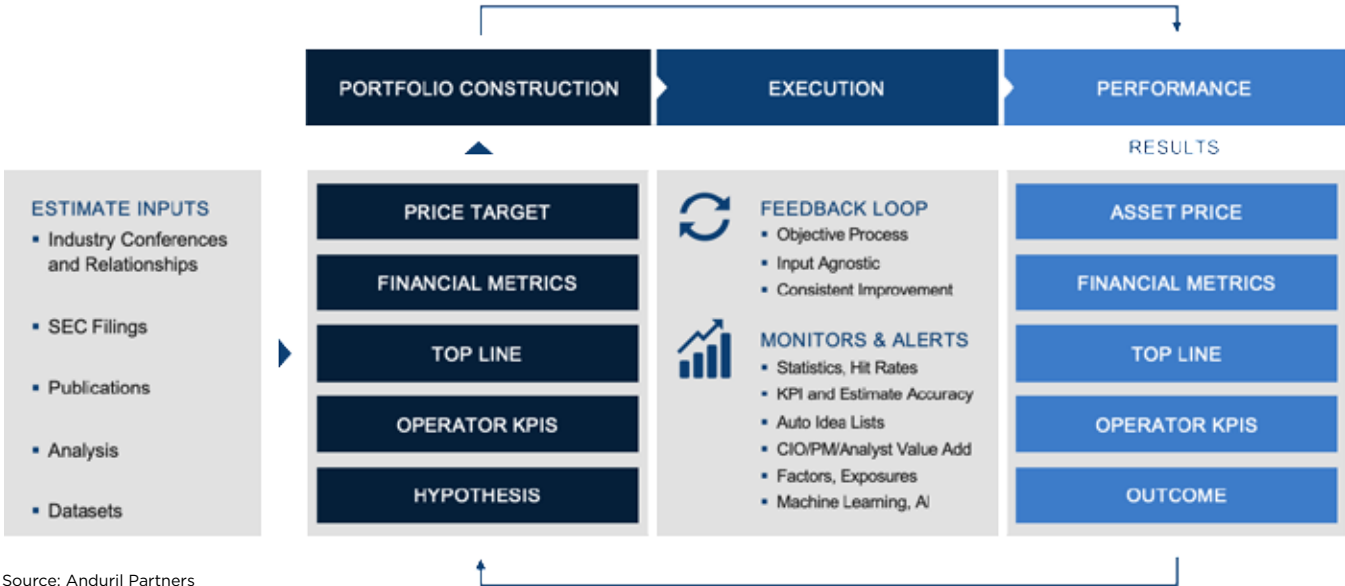 PORTFOLIO CONSTRUCTION
EXECUTION
PERFORMANCE
RESULTS
ESTIMATE INPUTS
▪ Industry Conferences
and Relationships
▪ SEC Filings
▪ Publications
▪ Analysis
▪ Datasets
PRICE TARGET
FINANCIAL METRICS
TOP LINE
OPERATOR KPIS
HYPOTHESIS
FEEDBACK LOOP
▪ Objective Process
▪ Input Agnostic
▪ Consistent Improvement
MONITORS & ALERTS
▪ Statistics, Hit Rates
▪ KPI and Estimate Accuracy
▪ Auto Idea Lists
▪ CIO/PM/Analyst Value Add
▪ Factors, Exposures
▪ Machine Learning, AI
ASSET PRICE
FINANCIAL METRICS
TOP LINE
OPERATOR KPIS
OUTCOME
Source: Anduril Partners